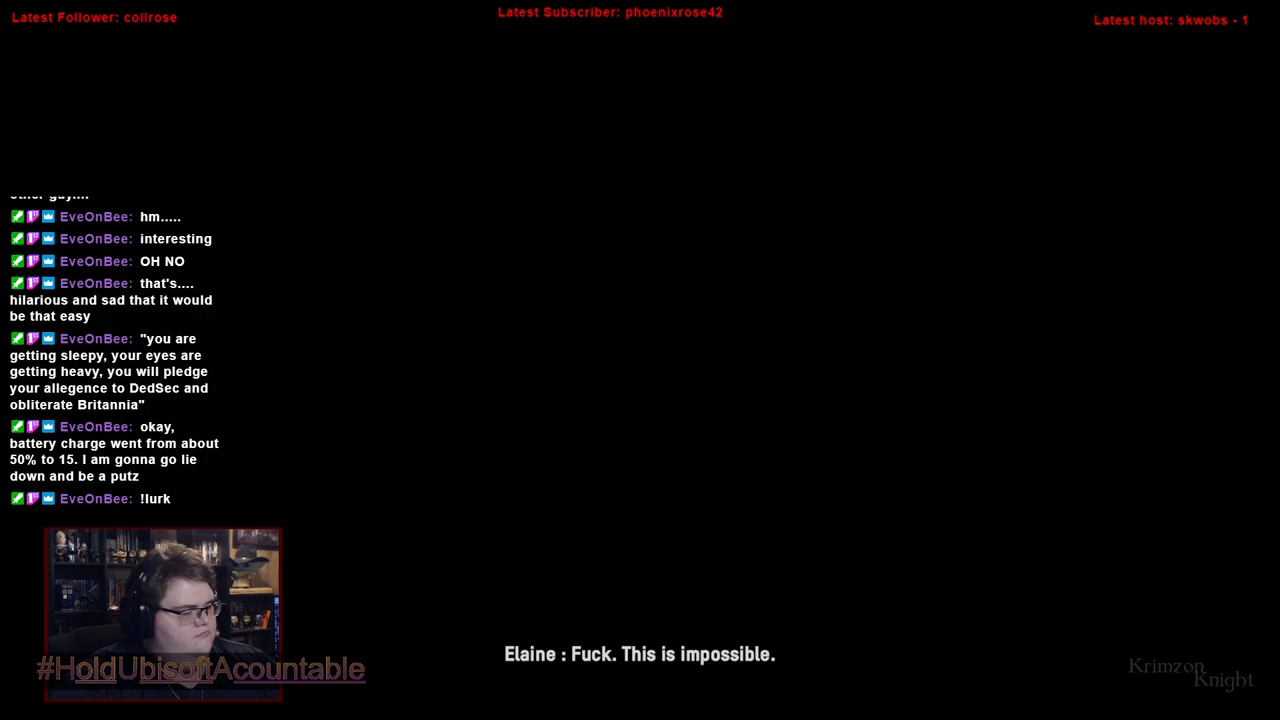 Latest Follower: collrose
Latest Subscriber: phoenixrose42
Latest host: skwobs - 1
other guy....
EveOnBee: hm.....
EveOnBee: interesting
EveOnBee: OH NO
EveOnBee: that's....
hilarious and sad that it would
be that easy
EveOnBee: "you are
getting sleepy, your eyes are
getting heavy, you will pledge
your allegence to DedSec and
obliterate Britannia"
EveOnBee: okay,
battery charge went from about
50% to 15. I am gonna go lie
down and be a putz
EveOnBee: !lurk
#HoldUbisoftAcountable
Elaine : Fuck. This is impossible.
Krimzon
Knight